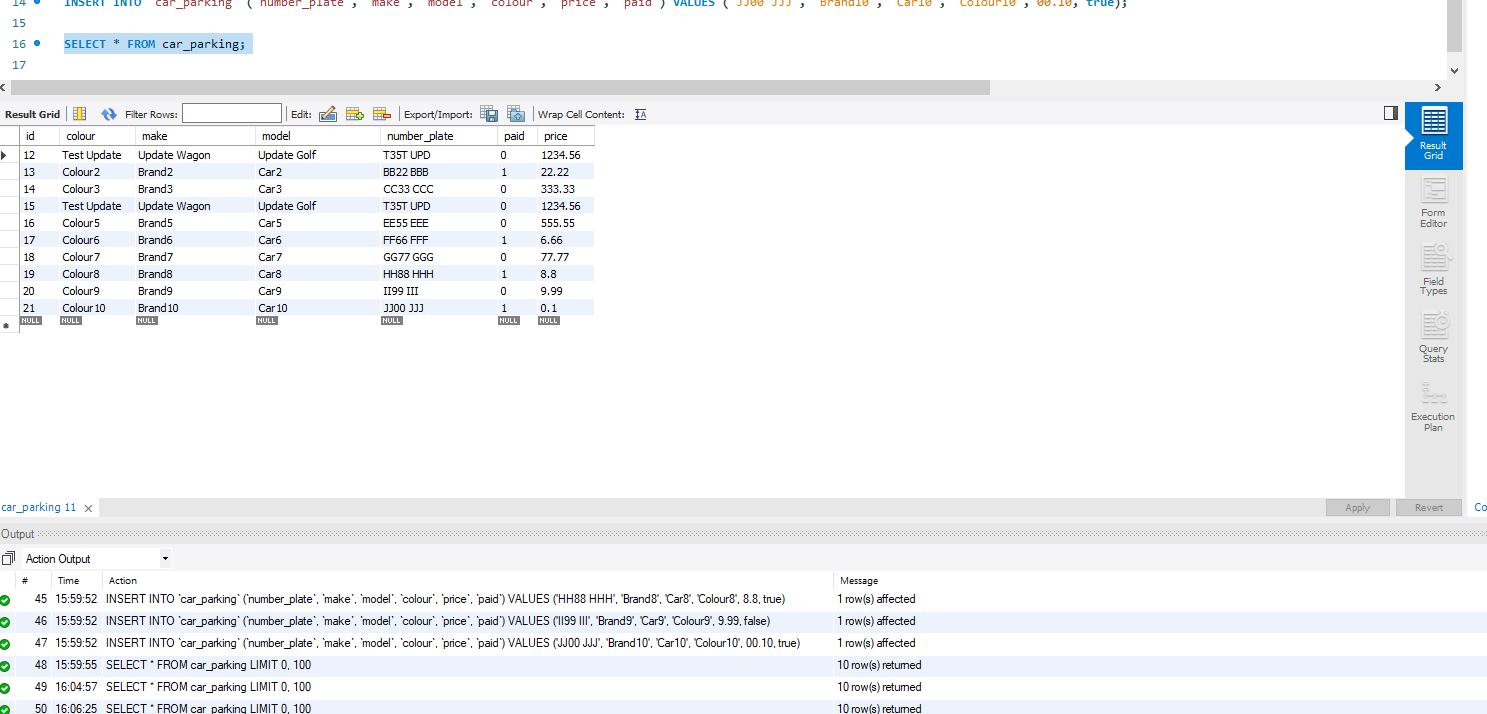 14 INSERT INTO `car_parking` (`number_plate`, `make`, `model`, `colour`, `price`, `paid`) VALUES ('JJ00 JJJ', 'Brand10', 'Car10', 'Colour10', 00.10, true);
15
16 SELECT * FROM car_parking;
17
Result Grid Filter Rows: Edit: Export/Import: Wrap Cell Content:
id colour make model number_plate paid price
12 Test Update Update Wagon Update Golf T35T UPD 0 1234.56
13 Colour2 Brand2 Car2 BB22 BBB 1 22.22
14 Colour3 Brand3 Car3 CC33 CCC 0 333.33
15 Test Update Update Wagon Update Golf T35T UPD 0 1234.56
16 Colour5 Brand5 Car5 EE55 EEE 0 555.55
17 Colour6 Brand6 Car6 FF66 FFF 1 6.66
18 Colour7 Brand7 Car7 GG77 GGG 0 77.77
19 Colour8 Brand8 Car8 HH88 HHH 1 8.8
20 Colour9 Brand9 Car9 II99 III 0 9.99
21 Colour10 Brand10 Car10 JJ00 JJJ 1 0.1
NULL NULL NULL NULL NULL NULL NULL
Result
Grid
Form
Editor
Field
Types
Query
Stats
Execution
Plan
car_parking 11 Apply Revert Co
Output
Action Output
# Time Action Message
45 15:59:52 INSERT INTO `car_parking` (`number_plate`, `make`, `model`, `colour`, `price`, `paid`) VALUES ('HH88 HHH', 'Brand8', 'Car8', 'Colour8', 8.8, true) 1 row(s) affected
46 15:59:52 INSERT INTO `car_parking` (`number_plate`, `make`, `model`, `colour`, `price`, `paid`) VALUES ('II99 III', 'Brand9', 'Car9', 'Colour9', 9.99, false) 1 row(s) affected
47 15:59:52 INSERT INTO `car_parking` (`number_plate`, `make`, `model`, `colour`, `price`, `paid`) VALUES ('JJ00 JJJ', 'Brand10', 'Car10', 'Colour10', 00.10, true) 1 row(s) affected
48 15:59:55 SELECT * FROM car_parking LIMIT 0, 100 10 row(s) returned
49 16:04:57 SELECT * FROM car_parking LIMIT 0, 100 10 row(s) returned
50 16:06:25 SELECT * FROM car_parking LIMIT 0, 100 10 row(s) returned